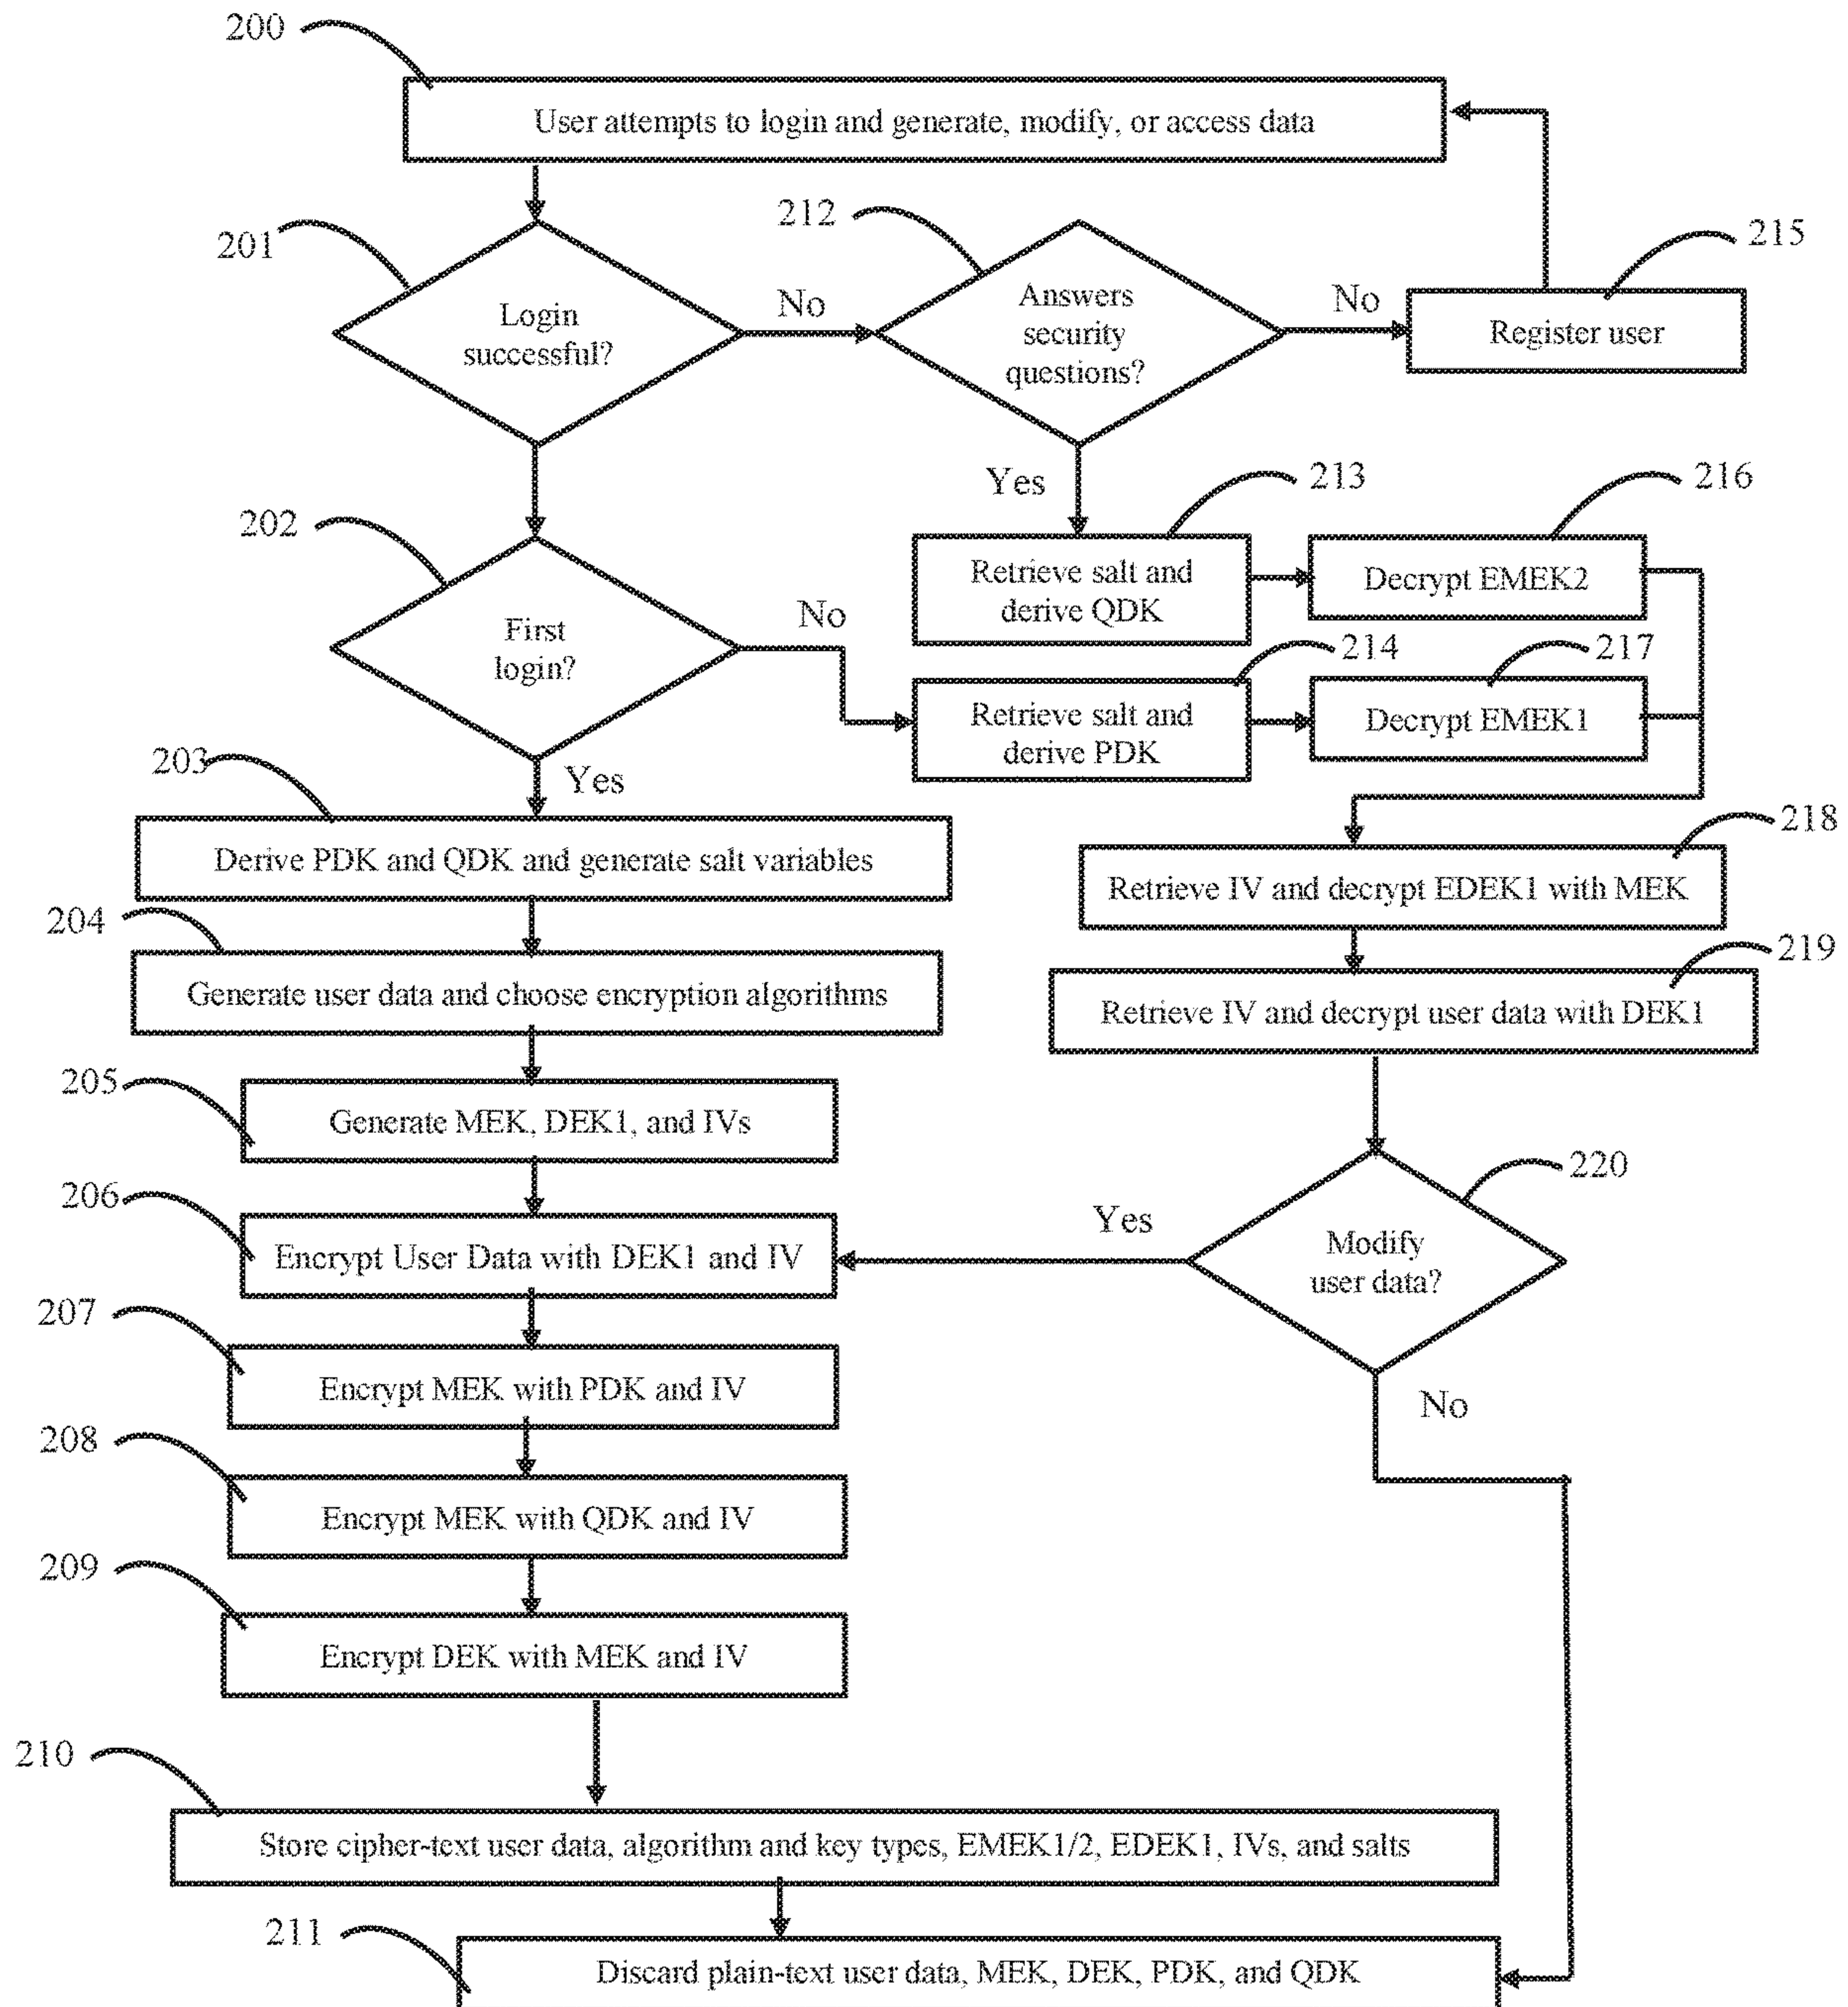 200
User attempts to login and generate, modify, or access data
201
Login
successful?
No
212
Answers
security
questions?
No
215
Register user
Yes
213
Retrieve salt and
derive QDK
216
Decrypt EMEK2
202
First
login?
No
214
Retrieve salt and
derive PDK
217
Decrypt EMEK1
Yes
203
Derive PDK and QDK and generate salt variables
218
Retrieve IV and decrypt EDEK1 with MEK
204
Generate user data and choose encryption algorithms
219
Retrieve IV and decrypt user data with DEK1
205
Generate MEK, DEK1, and IVs
206
Encrypt User Data with DEK1 and IV
Yes
220
Modify
user data?
No
207
Encrypt MEK with PDK and IV
208
Encrypt MEK with QDK and IV
209
Encrypt DEK with MEK and IV
210
Store cipher-text user data, algorithm and key types, EMEK1/2, EDEK1, IVs, and salts
211
Discard plain-text user data, MEK, DEK, PDK, and QDK